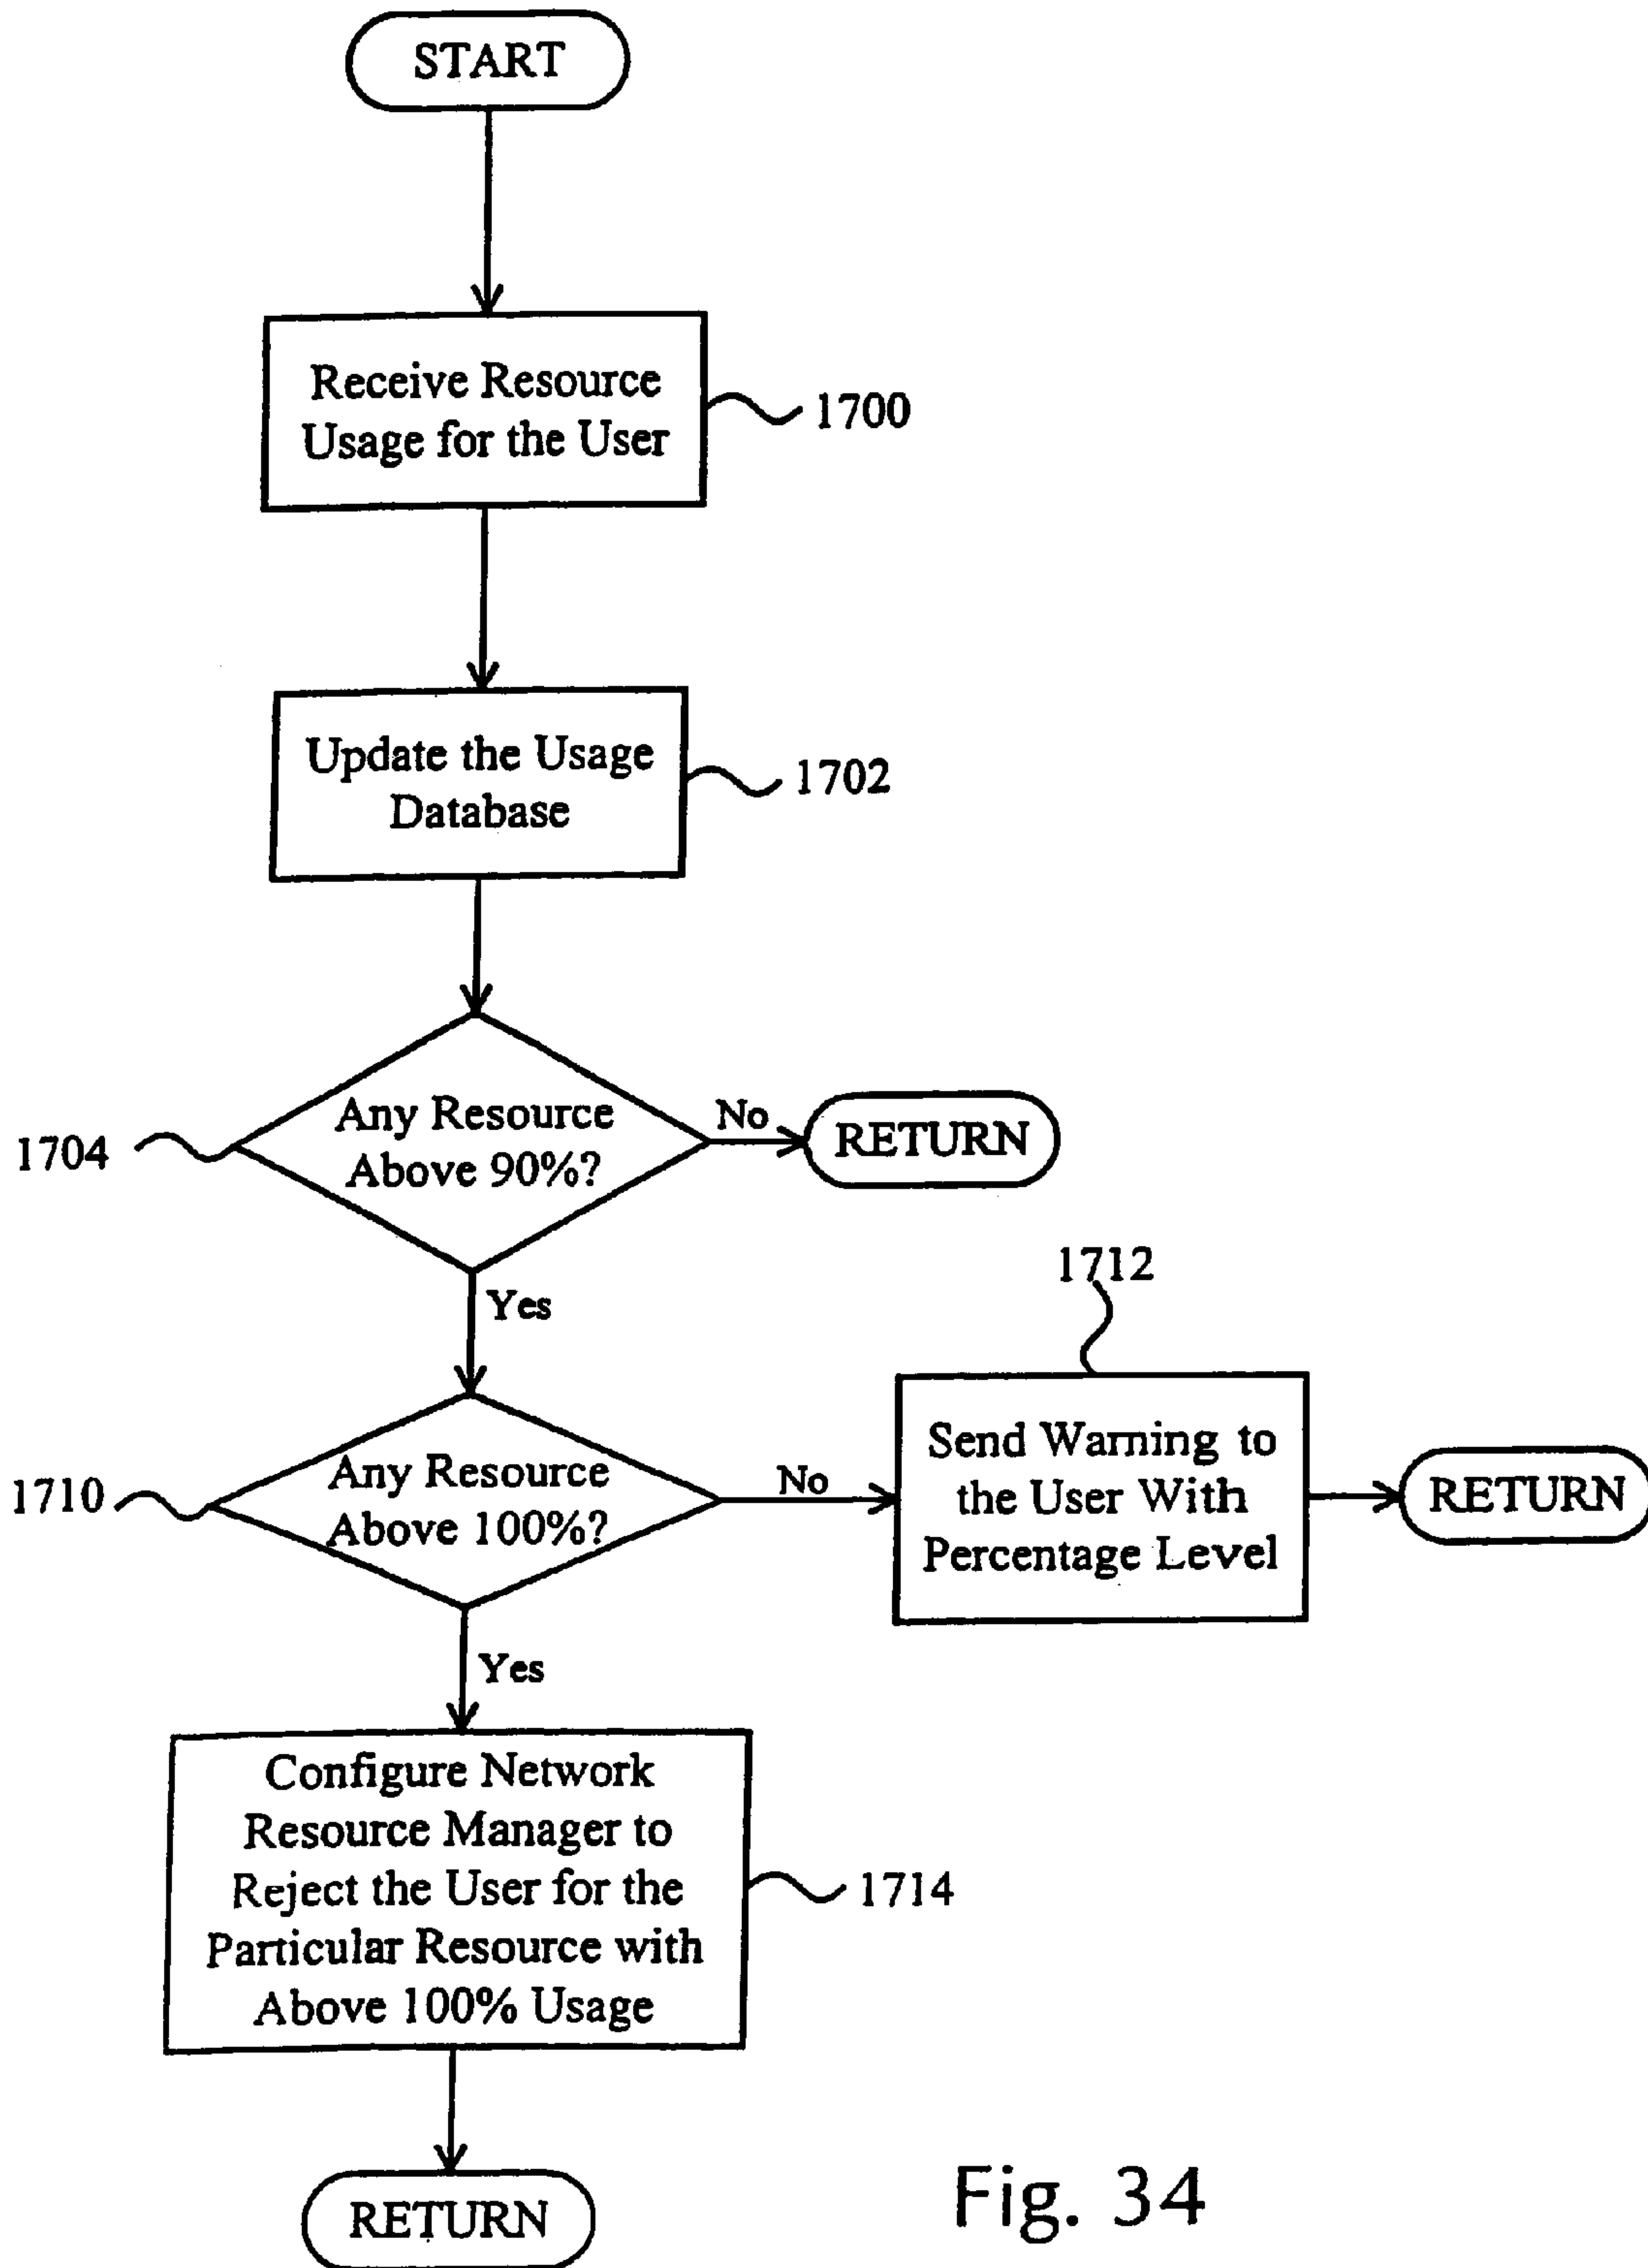 START
Receive Resource
Usage for the User
1700
Update the Usage
Database
1702
Any Resource
Above 90%?
1704
No
RETURN
Yes
Any Resource
Above 100%?
1710
No
1712
Send Warning to
the User With
Percentage Level
RETURN
Yes
Configure Network
Resource Manager to
Reject the User for the
Particular Resource with
Above 100% Usage
1714
RETURN
Fig. 34